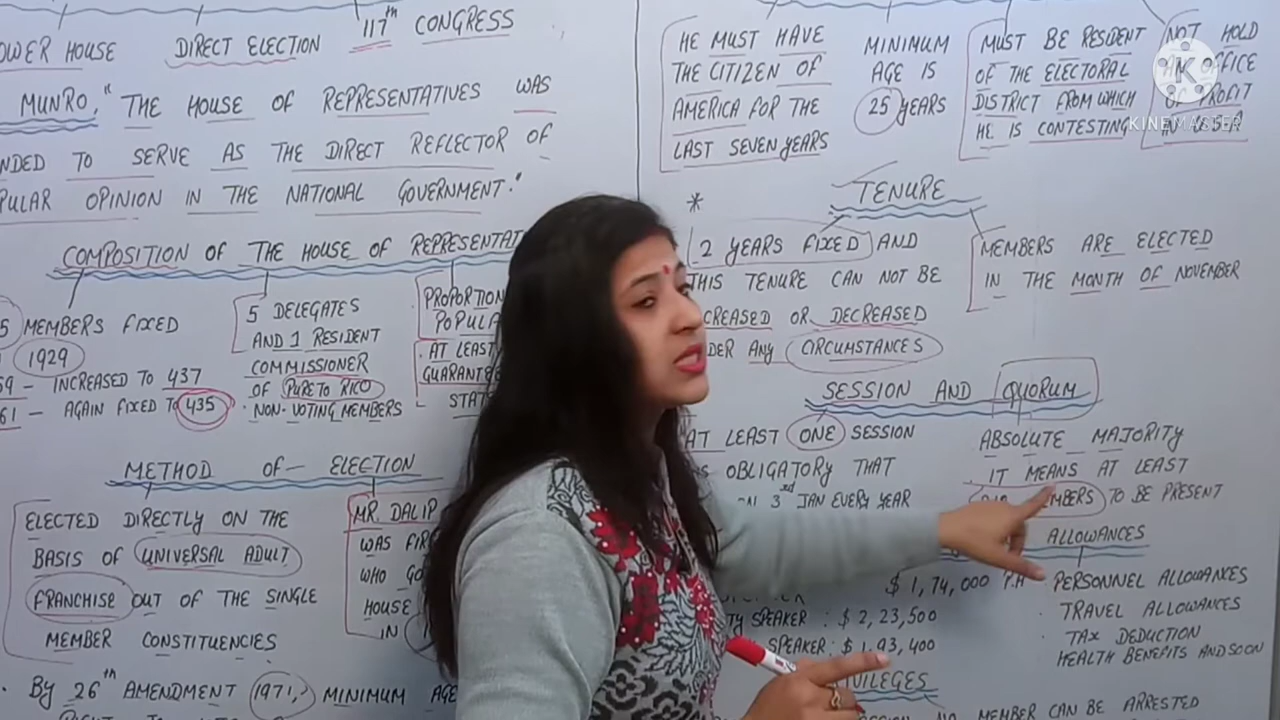 OWER HOUSE
DIRECT ELECTION
117th CONGRESS
MUNRO, "THE HOUSE OF REPRESENTATIVES WAS
NDED TO SERVE AS THE DIRECT REFLECTOR OF
PULAR OPINION IN THE NATIONAL GOVERNMENT."
COMPOSITION OF THE HOUSE OF REPRESENTAT
5 MEMBERS FIXED
1929
59 - INCREASED TO 437
61 - AGAIN FIXED TO 435
5 DELEGATES
AND 1 RESIDENT
COMMISSIONER
OF PURETO RICO
· NON-VOTING MEMBERS
PROPORTION
POPULA
· AT LEAST
GUARANTEE
STAT
METHOD OF- ELECTION
ELECTED DIRECTLY ON THE
BASIS OF UNIVERSAL ADULT
FRANCHISE OUT OF THE SINGLE
MEMBER CONSTITUENCIES
MR. DALIP
WAS FIR
WHO GO
HOUSE
IN
· BY 26th AMENDMENT (1971,) MINIMUM AGE
HE MUST HAVE
THE CITIZEN OF
AMERICA FOR THE
LAST SEVEN YEARS
MINIMUM
AGE IS
25 YEARS
MUST BE RESIDENT
OF THE ELECTORAL
DISTRICT FROM WHICH
HE IS CONTESTING
NOT HOLD
AN OFFICE
OF PROFIT
IN USA
K
KINEMASTER
* TENURE
2 YEARS FIXED AND
THIS TENURE CAN NOT BE
CREASED OR DECREASED
DER ANY CIRCUMSTANCES
MEMBERS ARE ELECTED
IN THE MONTH OF NOVEMBER
SESSION AND QUORUM
AT LEAST ONE SESSION
OBLIGATORY THAT
ON 3rd JAN EVERY YEAR
ABSOLUTE MAJORITY
IT MEANS AT LEAST
MEMBERS TO BE PRESENT
ALLOWANCES
$ 1,74,000 P.A
TY SPEAKER : $ 2,23,500
SPEAKER: $ 1,93,400
· PERSONNEL ALLOWANCES
· TRAVEL ALLOWANCES
· TAX DEDUCTION
HEALTH BENEFITS AND SOON
VILEGES
NO MEMBER CAN BE ARRESTED